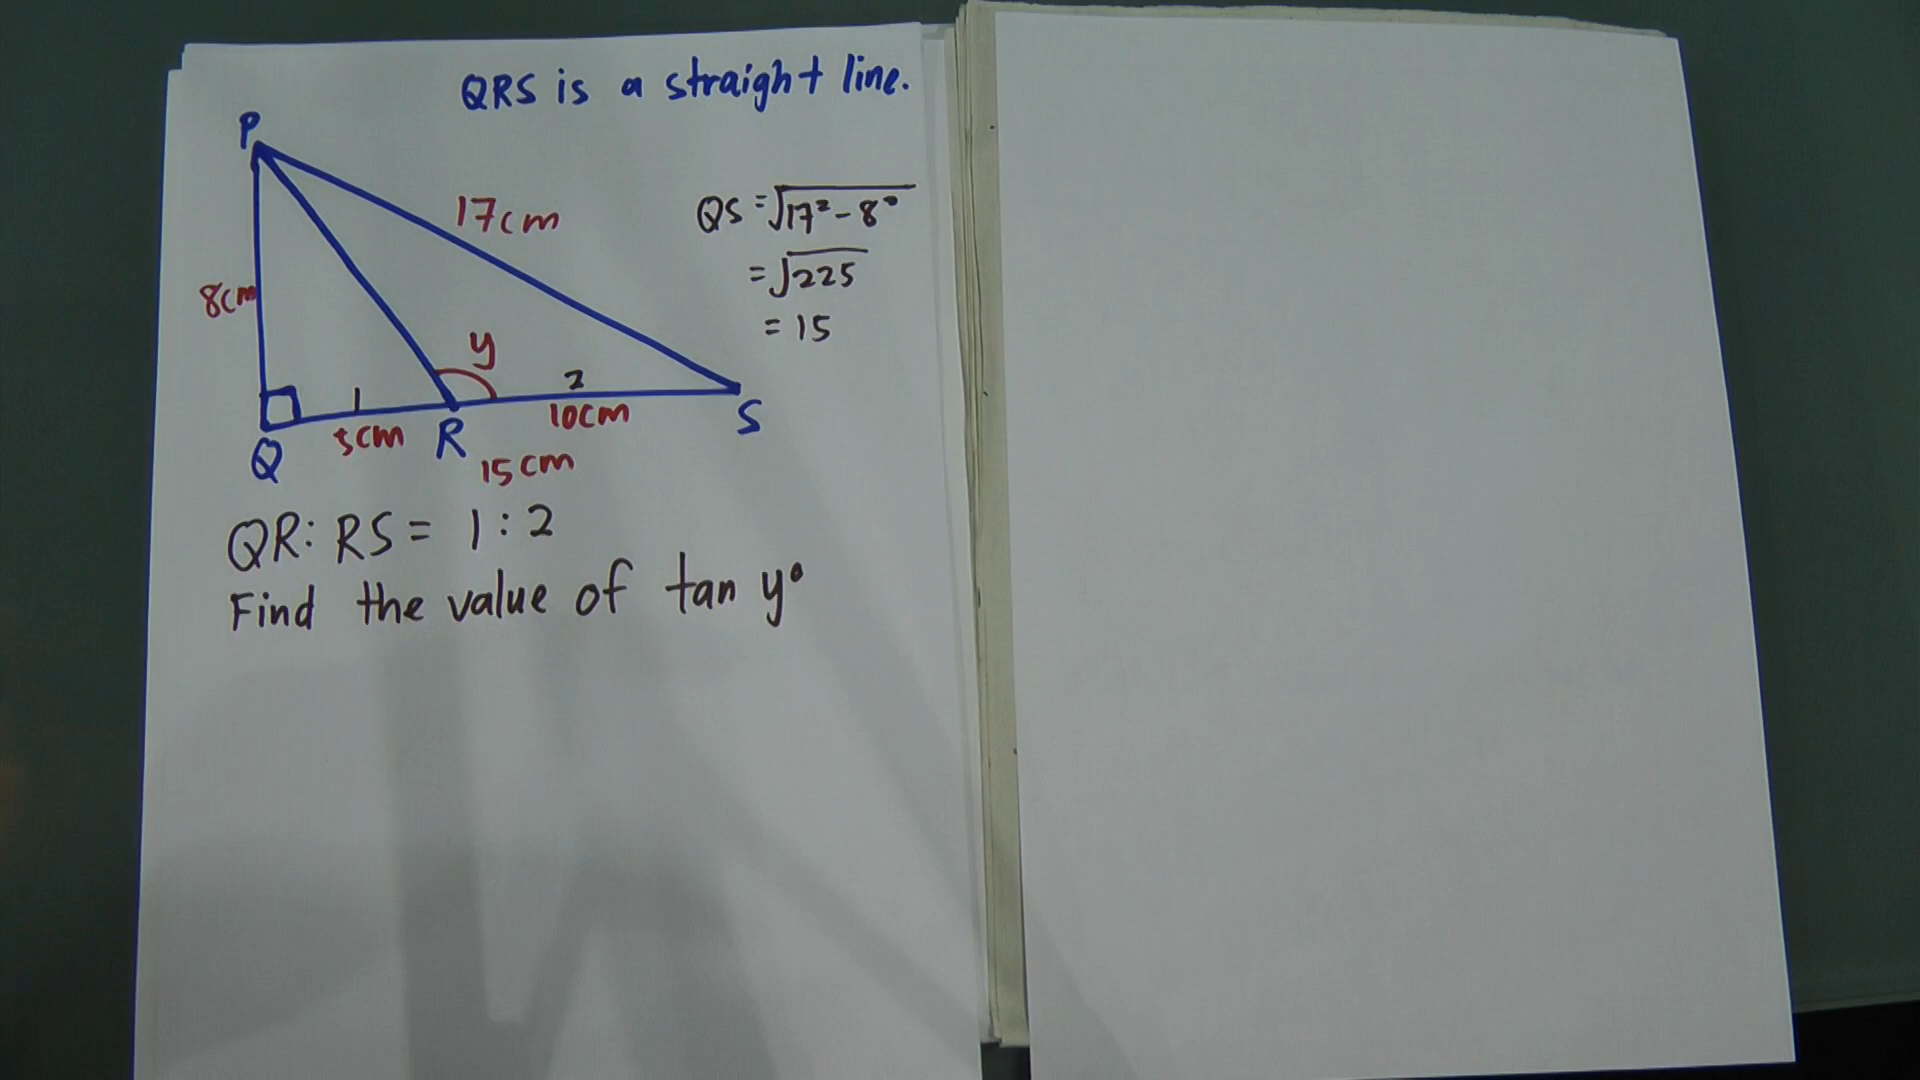 QRS is a straight line.
P
17cm
QS = √17² - 8²
= √225
= 15
8cm
y
1
2
5cm
10cm
Q
R
S
15cm
QR: RS = 1 : 2
Find the value of tan y°